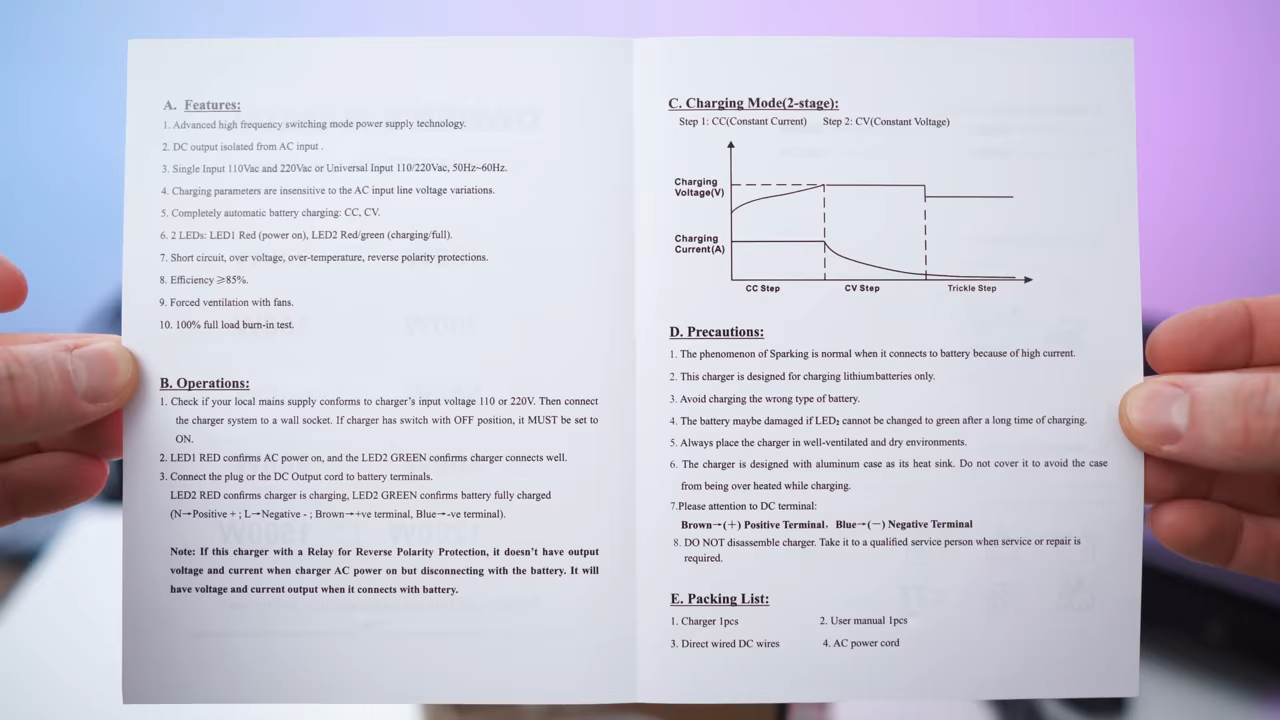 A. Features:
1. Advanced high frequency switching mode power supply technology.
2. DC output isolated from AC input .
3. Single Input 110Vac and 220Vac or Universal Input 110/220Vac, 50Hz~60Hz.
4. Charging parameters are insensitive to the AC input line voltage variations.
5. Completely automatic battery charging: CC, CV.
6. 2 LEDs: LED1 Red (power on), LED2 Red/green (charging/full).
7. Short circuit, over voltage, over-temperature, reverse polarity protections.
8. Efficiency ≥85%.
9. Forced ventilation with fans.
10. 100% full load burn-in test.
B. Operations:
1. Check if your local mains supply conforms to charger's input voltage 110 or 220V. Then connect
the charger system to a wall socket. If charger has switch with OFF position, it MUST be set to
ON.
2. LED1 RED confirms AC power on, and the LED2 GREEN confirms charger connects well.
3. Connect the plug or the DC Output cord to battery terminals.
LED2 RED confirms charger is charging, LED2 GREEN confirms battery fully charged
(N→Positive + ; L→Negative - ; Brown→+ve terminal, Blue→-ve terminal).
Note: If this charger with a Relay for Reverse Polarity Protection, it doesn't have output
voltage and current when charger AC power on but disconnecting with the battery. It will
have voltage and current output when it connects with battery.
C. Charging Mode(2-stage):
Step 1: CC(Constant Current) Step 2: CV(Constant Voltage)
Charging
Voltage(V)
Charging
Current(A)
CC Step CV Step Trickle Step
D. Precautions:
1. The phenomenon of Sparking is normal when it connects to battery because of high current.
2. This charger is designed for charging lithium batteries only.
3. Avoid charging the wrong type of battery.
4. The battery maybe damaged if LED₂ cannot be changed to green after a long time of charging.
5. Always place the charger in well-ventilated and dry environments.
6. The charger is designed with aluminum case as its heat sink. Do not cover it to avoid the case
from being over heated while charging.
7.Please attention to DC terminal:
Brown→(+) Positive Terminal, Blue→(−) Negative Terminal
8. DO NOT disassemble charger. Take it to a qualified service person when service or repair is
required.
E. Packing List:
1. Charger 1pcs 2. User manual 1pcs
3. Direct wired DC wires 4. AC power cord